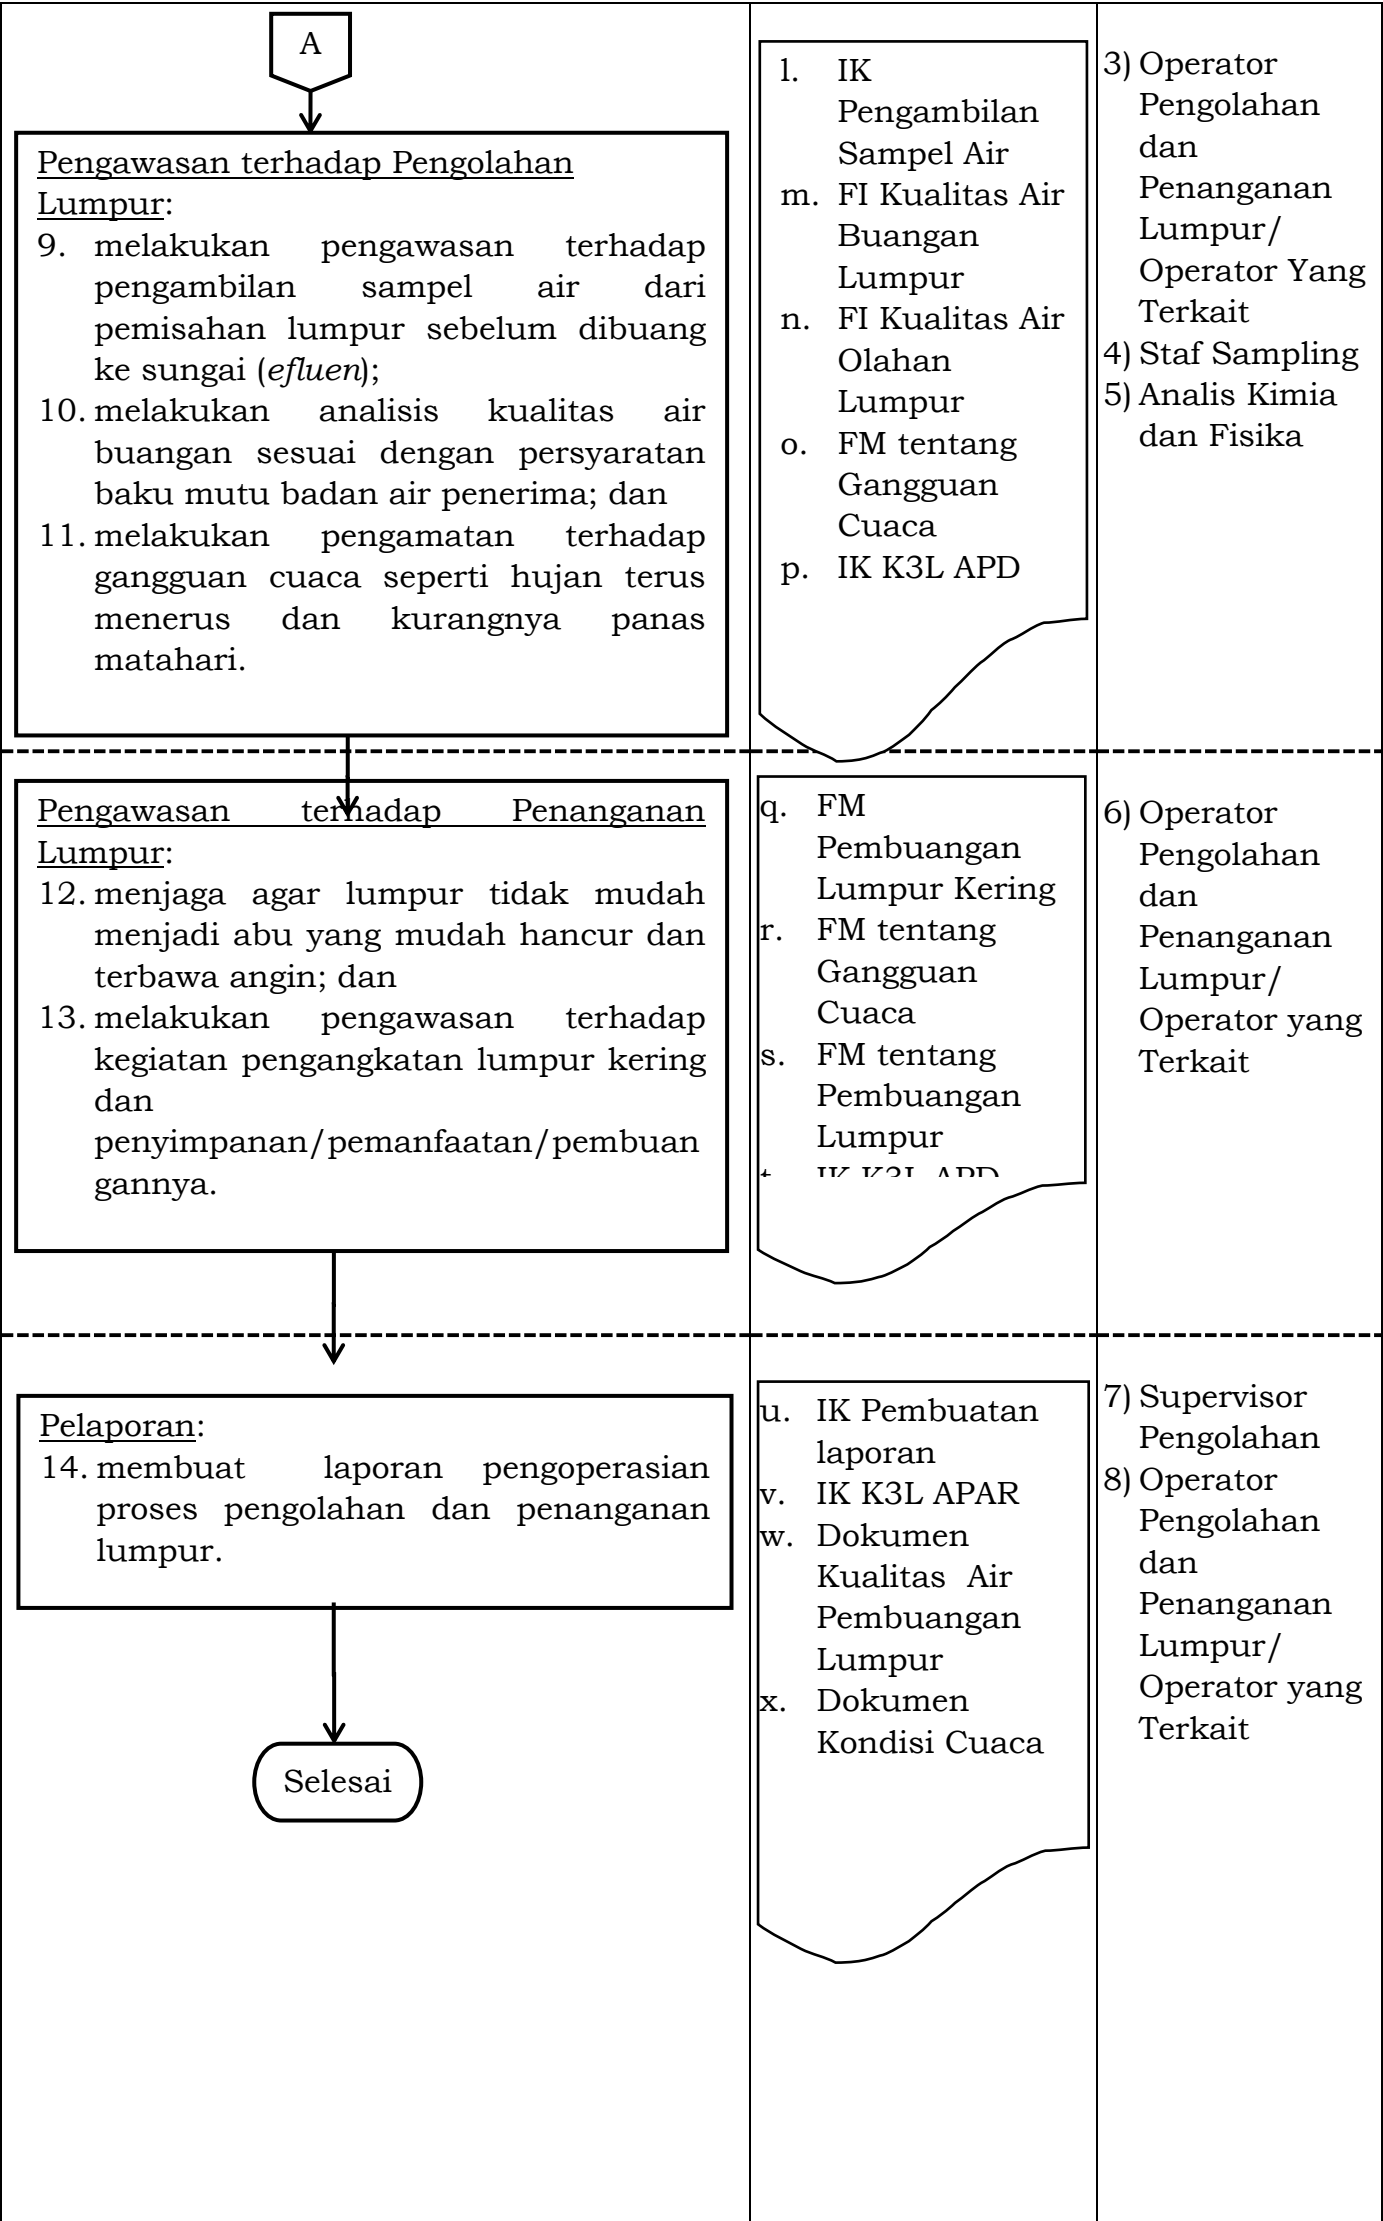 A
Pengawasan terhadap Pengolahan
Lumpur:
9. melakukan pengawasan terhadap
pengambilan sampel air dari
pemisahan lumpur sebelum dibuang
ke sungai (efluen);
10. melakukan analisis kualitas air
buangan sesuai dengan persyaratan
baku mutu badan air penerima; dan
11. melakukan pengamatan terhadap
gangguan cuaca seperti hujan terus
menerus dan kurangnya panas
matahari.
l. IK
Pengambilan
Sampel Air
m. FI Kualitas Air
Buangan
Lumpur
n. FI Kualitas Air
Olahan
Lumpur
o. FM tentang
Gangguan
Cuaca
p. IK K3L APD
3) Operator
Pengolahan
dan
Penanganan
Lumpur/
Operator Yang
Terkait
4) Staf Sampling
5) Analis Kimia
dan Fisika
Pengawasan terhadap Penanganan
Lumpur:
12. menjaga agar lumpur tidak mudah
menjadi abu yang mudah hancur dan
terbawa angin; dan
13. melakukan pengawasan terhadap
kegiatan pengangkatan lumpur kering
dan
penyimpanan/pemanfaatan/pembuan
gannya.
q. FM
Pembuangan
Lumpur Kering
r. FM tentang
Gangguan
Cuaca
s. FM tentang
Pembuangan
Lumpur
t. IK K3L APD
6) Operator
Pengolahan
dan
Penanganan
Lumpur/
Operator yang
Terkait
Pelaporan:
14. membuat laporan pengoperasian
proses pengolahan dan penanganan
lumpur.
Selesai
u. IK Pembuatan
laporan
v. IK K3L APAR
w. Dokumen
Kualitas Air
Pembuangan
Lumpur
x. Dokumen
Kondisi Cuaca
7) Supervisor
Pengolahan
8) Operator
Pengolahan
dan
Penanganan
Lumpur/
Operator yang
Terkait